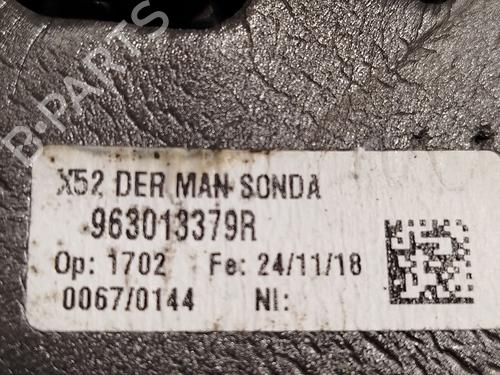 B-PARTS
X52 DER MAN-SONDA
963013379R
Op: 1702 Fe: 24/11/18
0067/0144 NI: